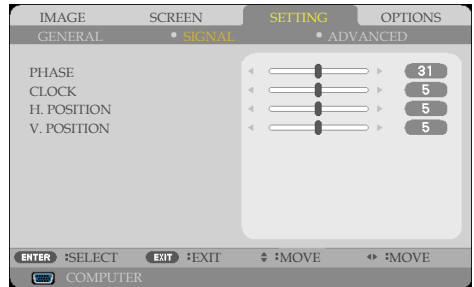 IMAGE SCREEN SETTING OPTIONS
GENERAL • SIGNAL • ADVANCED
PHASE 31
CLOCK 5
H. POSITION 5
V. POSITION 5
ENTER :SELECT EXIT :EXIT :MOVE :MOVE
COMPUTER